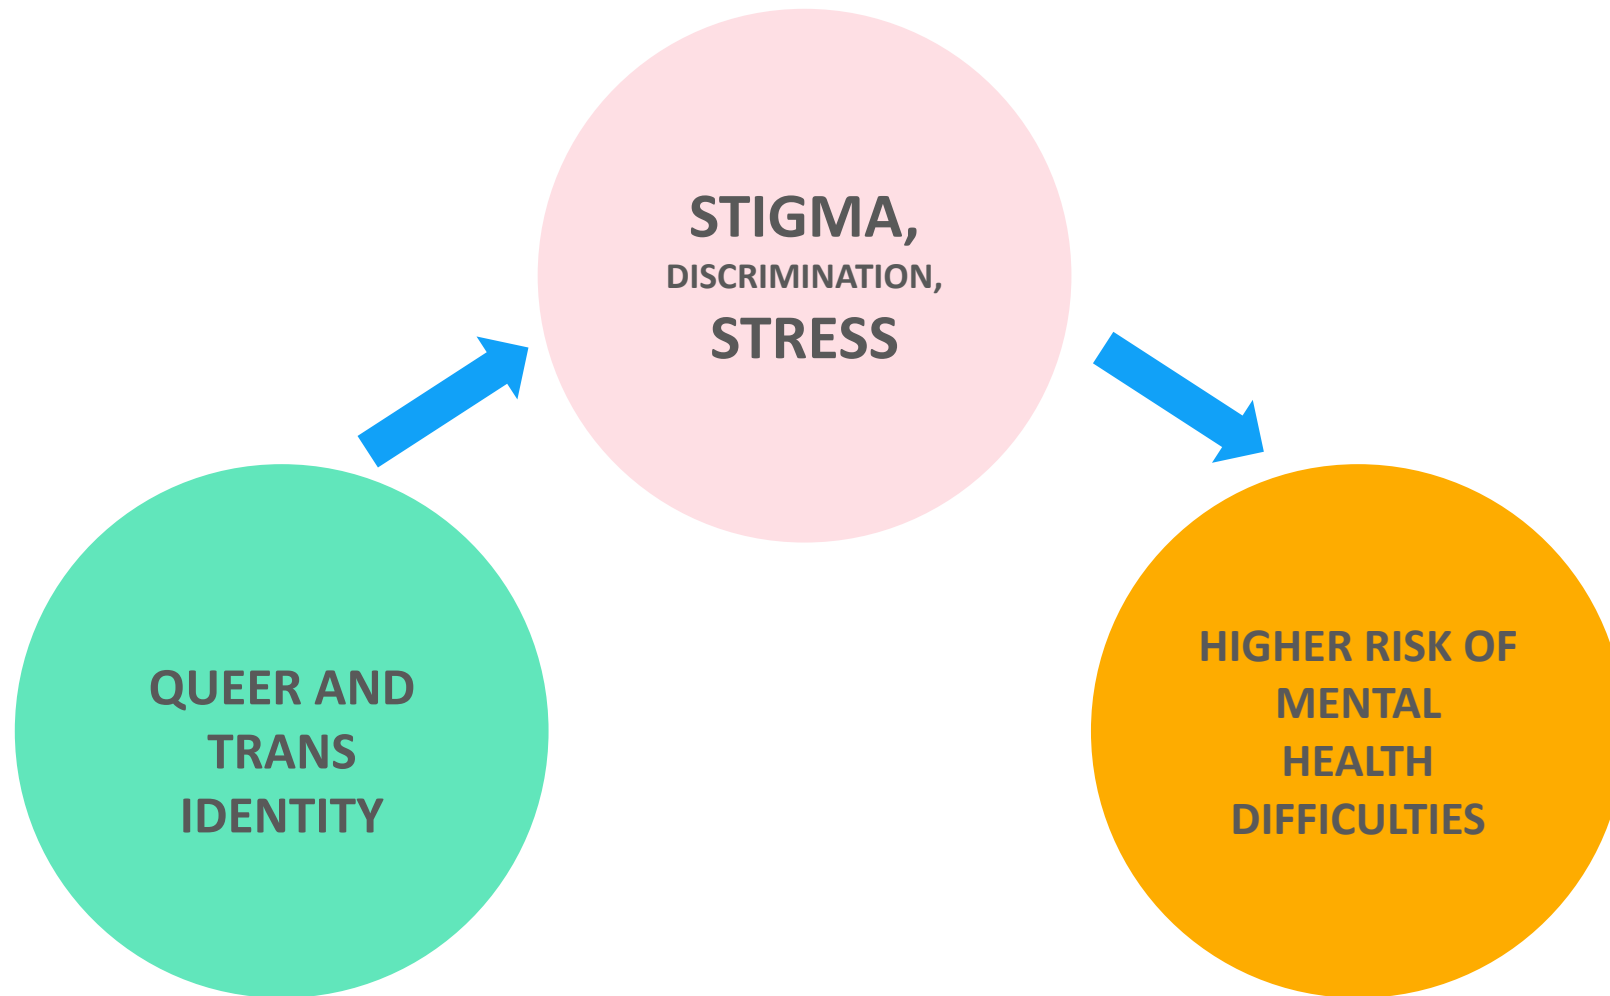 STIGMA,
DISCRIMINATION,
STRESS
QUEER AND
TRANS
IDENTITY
HIGHER RISK OF
MENTAL
HEALTH
DIFFICULTIES